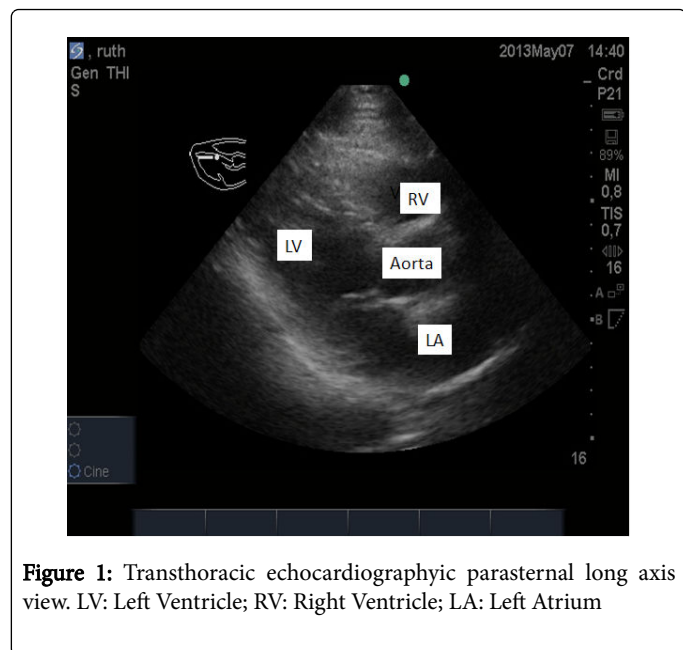 , ruth
2013May07 14:40
Gen THI
S
Crd
P21
89%
MI
0,8
TIS
0,7
16
A
B
RV
LV
Aorta
LA
16
Cine
Figure 1: Transthoracic echocardiographyic parasternal long axis
view. LV: Left Ventricle; RV: Right Ventricle; LA: Left Atrium